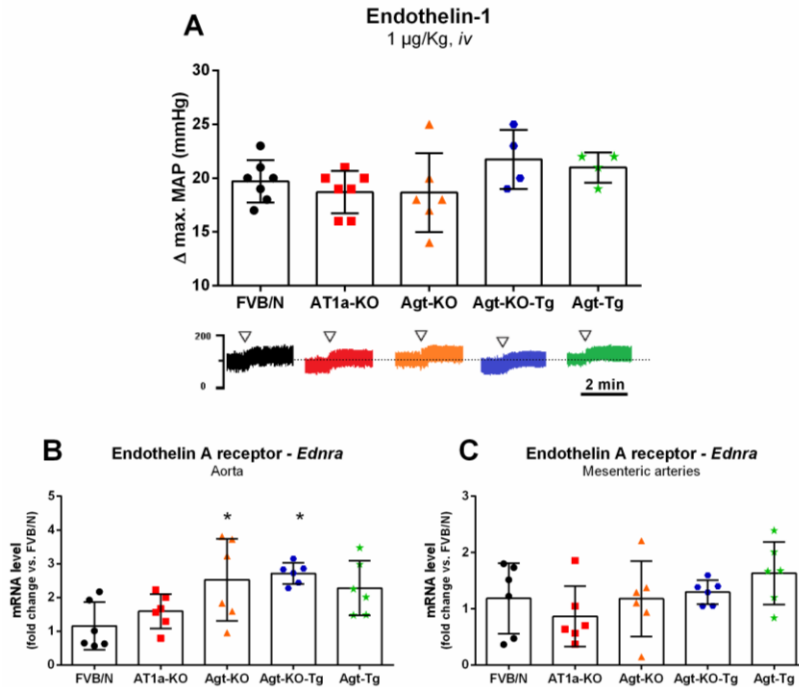 A
Endothelin-1
1 µg/Kg, iv
Δ max. MAP (mmHg)
30
25
20
15
10
FVB/N AT1a-KO Agt-KO Agt-KO-Tg Agt-Tg
200
0
2 min
B
Endothelin A receptor - Ednra
Aorta
mRNA level
(fold change vs. FVB/N)
5
4
3
2
1
0
* *
FVB/N AT1a-KO Agt-KO Agt-KO-Tg Agt-Tg
C
Endothelin A receptor - Ednra
Mesenteric arteries
mRNA level
(fold change vs. FVB/N)
3
2
1
0
FVB/N AT1a-KO Agt-KO Agt-KO-Tg Agt-Tg